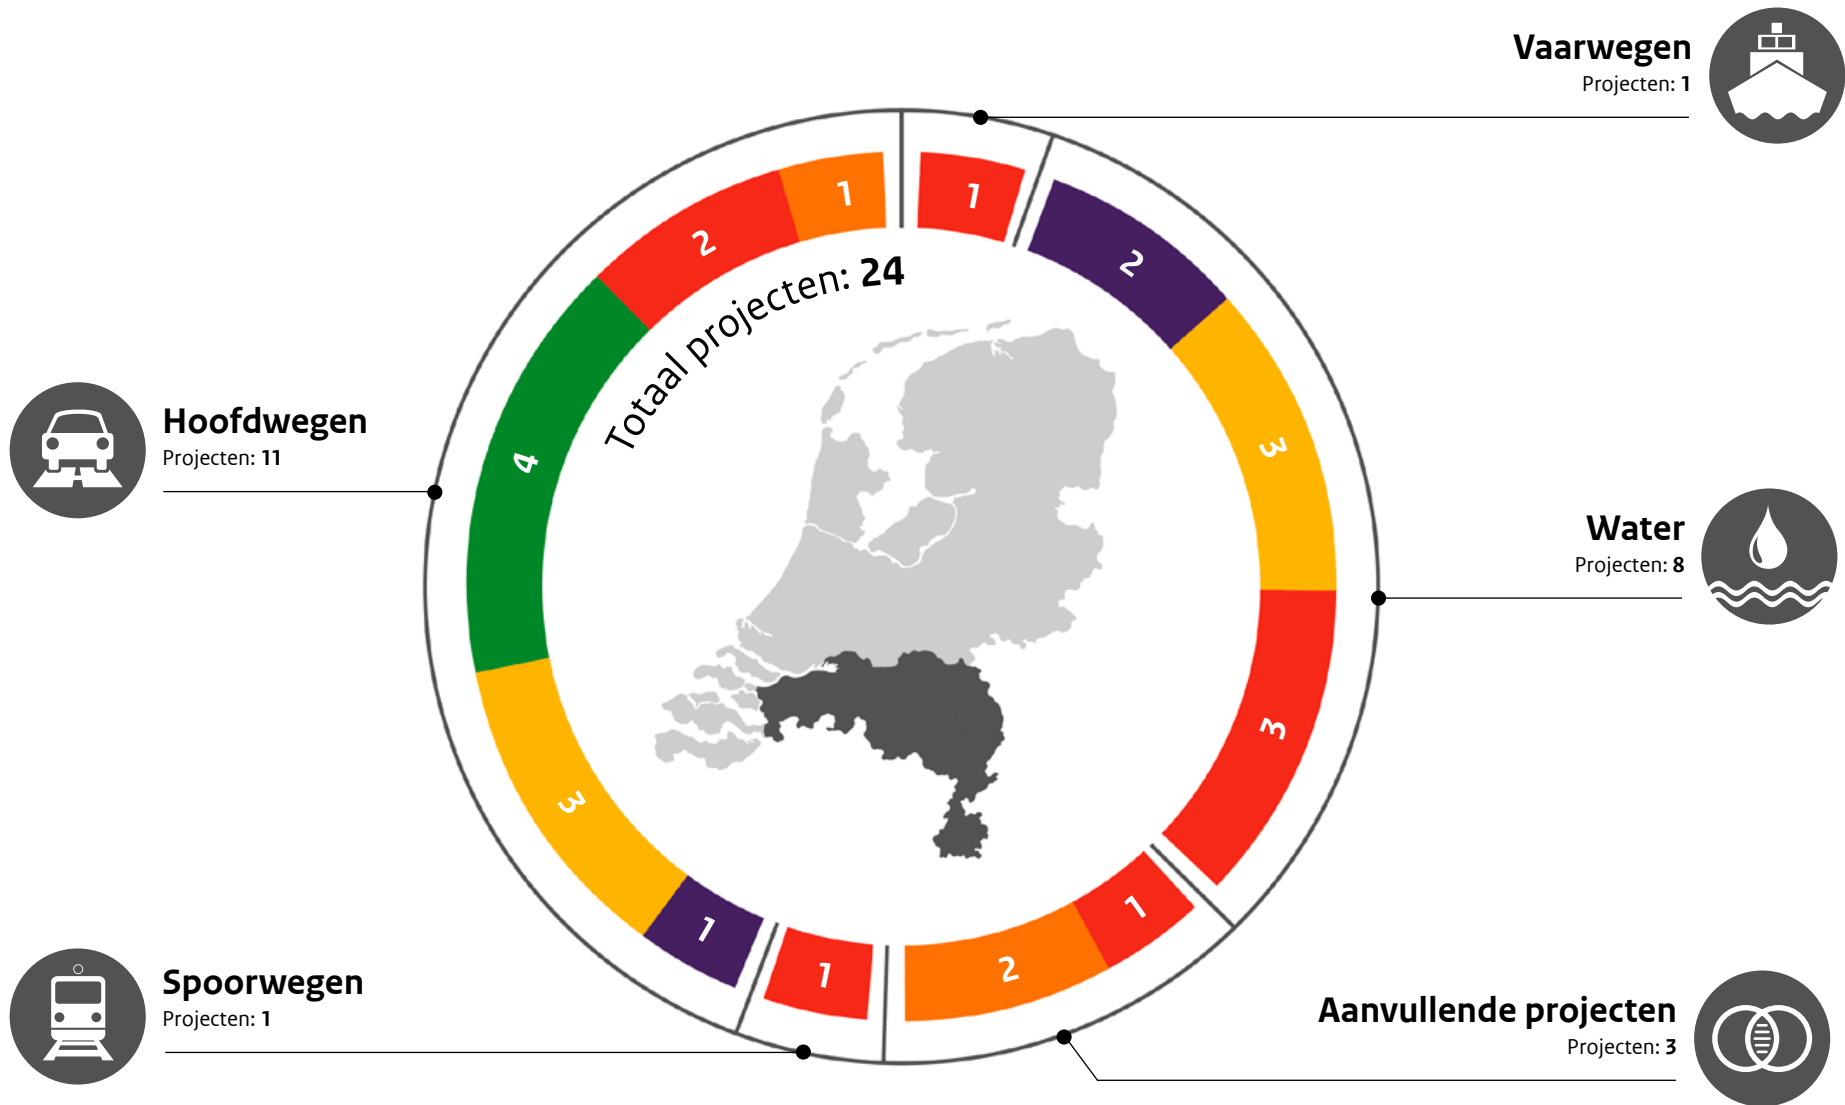 Vaarwegen
Projecten: 1
1
2
3
3
Water
Projecten: 8
1
2
Aanvullende projecten
Projecten: 3
1
Spoorwegen
Projecten: 1
1
3
4
2
1
Hoofdwegen
Projecten: 11
Totaal projecten: 24